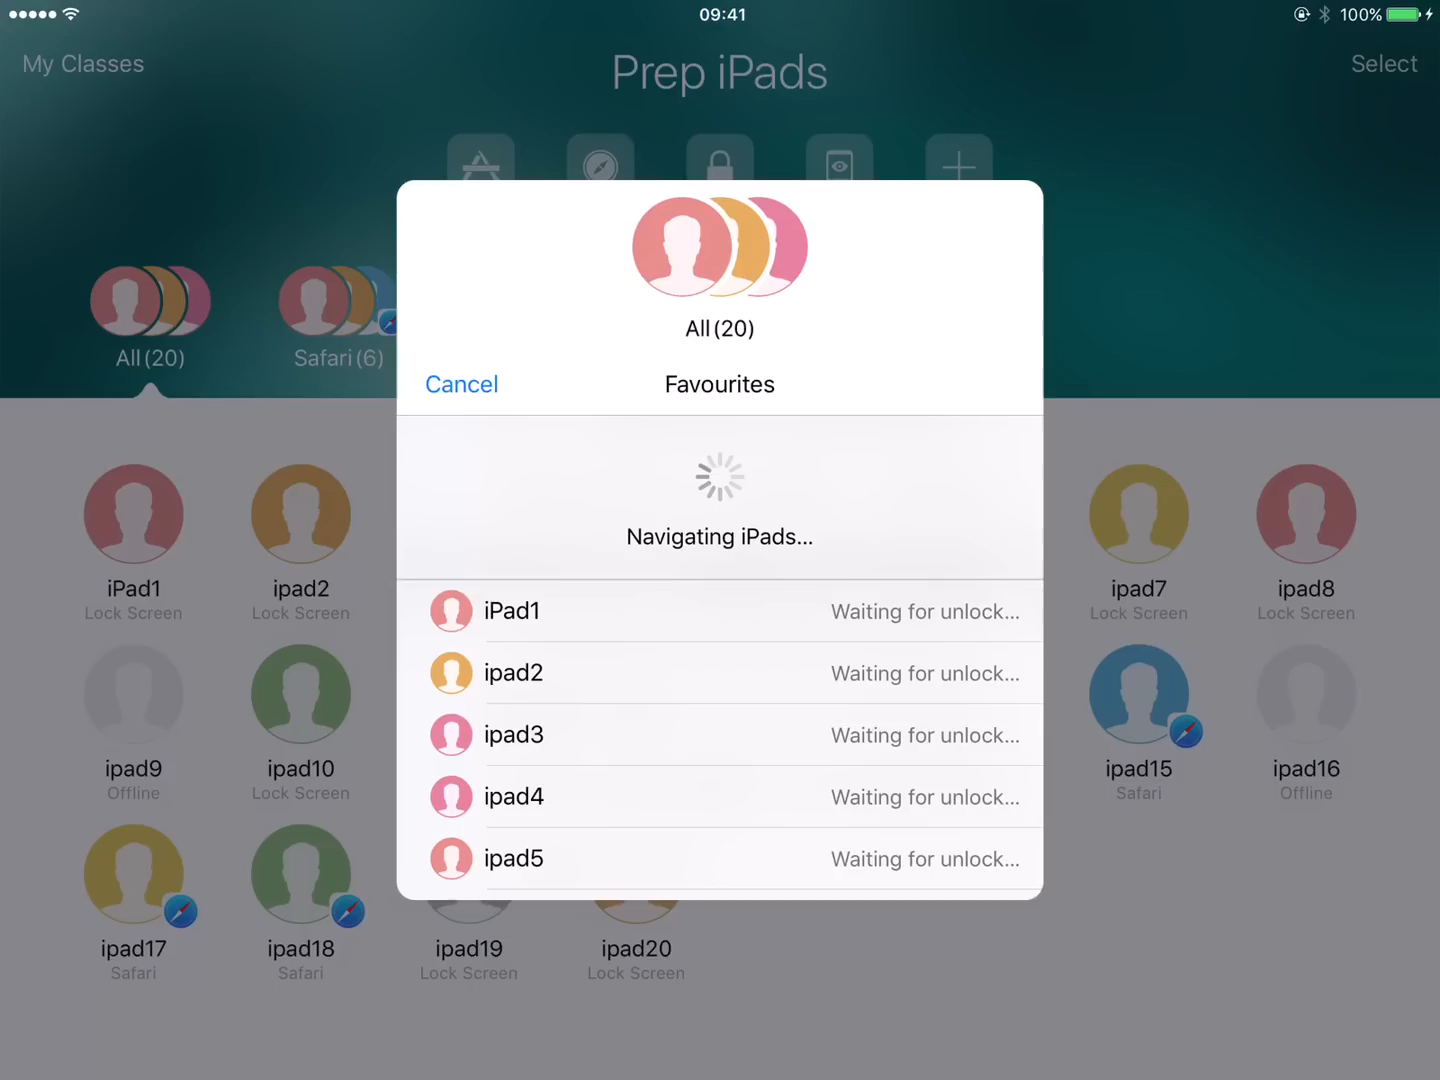 09:41
100%
My Classes
Prep iPads
Select
All (20)
Safari (6)
All (20)
Cancel
Favourites
Navigating iPads...
iPad1
Waiting for unlock...
ipad2
Waiting for unlock...
ipad3
Waiting for unlock...
ipad4
Waiting for unlock...
ipad5
Waiting for unlock...
iPad1
Lock Screen
ipad2
Lock Screen
ipad7
Lock Screen
ipad8
Lock Screen
ipad9
Offline
ipad10
Lock Screen
ipad15
Safari
ipad16
Offline
ipad17
Safari
ipad18
Safari
ipad19
Lock Screen
ipad20
Lock Screen